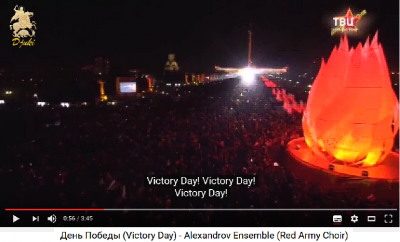 Djuki
ТВЦ
Victory Day! Victory Day!
Victory Day!
0:56 / 3:45
День Победы (Victory Day) - Alexandrov Ensemble (Red Army Choir)